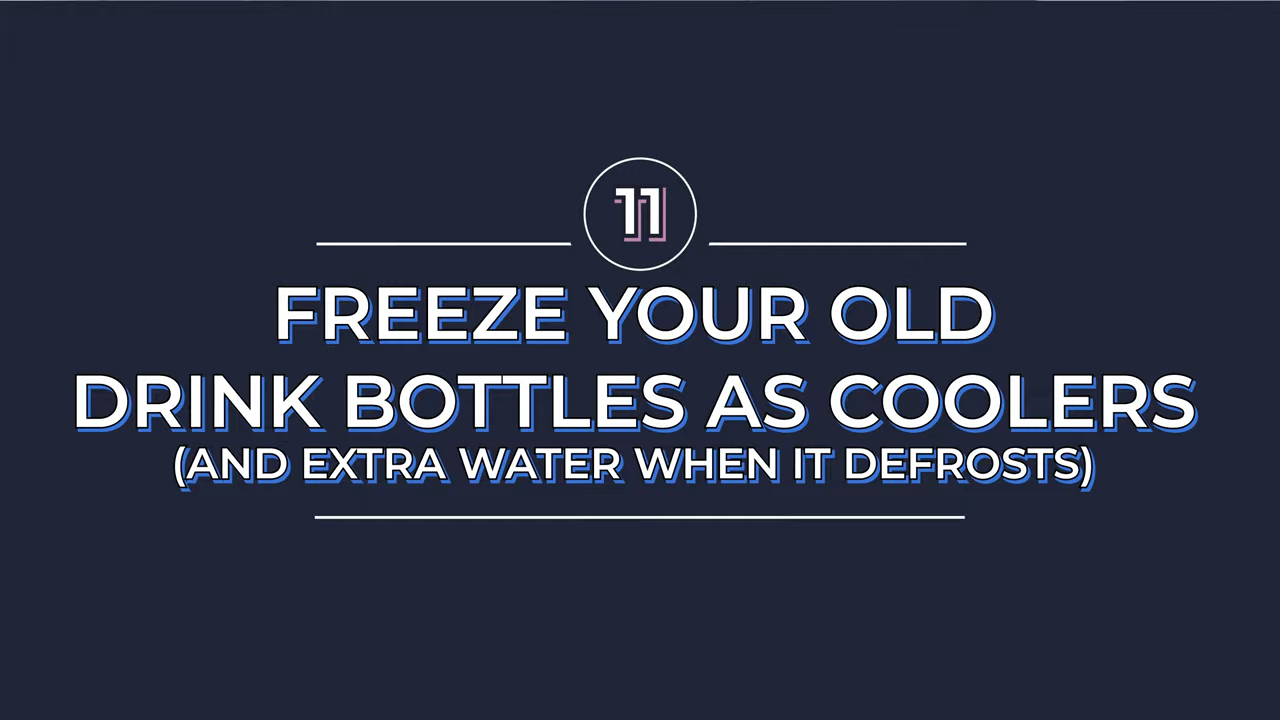 11
FREEZE YOUR OLD
DRINK BOTTLES AS COOLERS
(AND EXTRA WATER WHEN IT DEFROSTS)